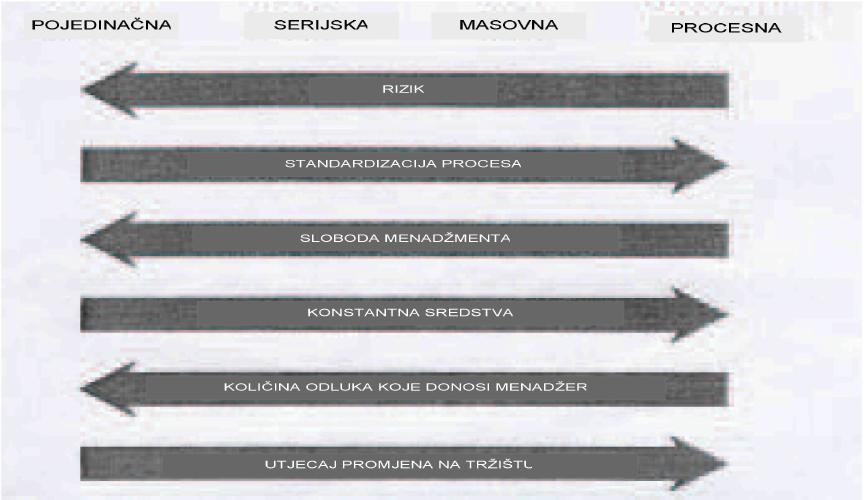 POJEDINAČNA
SERIJSKA
MASOVNA
PROCESNA
RIZIK
STANDARDIZACIJA PROCESA
SLOBODA MENADŽMENTA
KONSTANTNA SREDSTVA
KOLIČINA ODLUKA KOJE DONOSI MENADŽER
UTJECAJ PROMJENA NA TRŽIŠTU